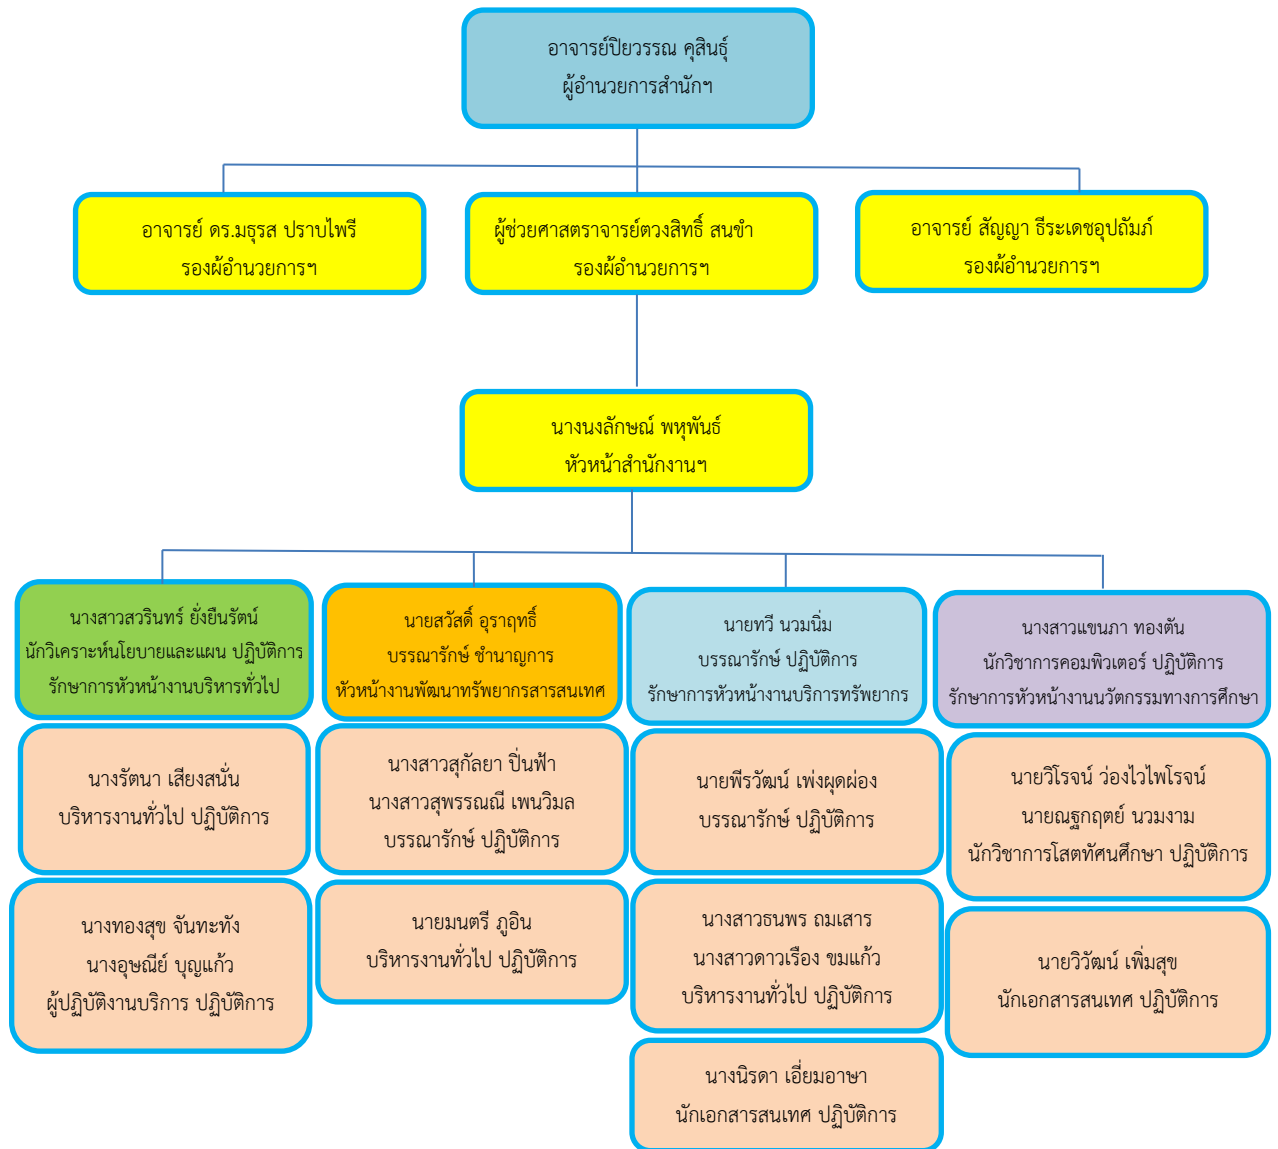 อาจารย์ปิยวรรณ คุสินธุ์
ผู้อำนวยการสำนักฯ
อาจารย์ ดร.มธุรส ปราบไพรี
รองผู้อำนวยการฯ
ผู้ช่วยศาสตราจารย์ตวงสิทธิ์ สนขำ
รองผู้อำนวยการฯ
อาจารย์ สัญญา ธีระเดชอุปถัมภ์
รองผู้อำนวยการฯ
นางนงลักษณ์ พหุพันธ์
หัวหน้าสำนักงานฯ
นางสาวสวรินทร์ ยั่งยืนรัตน์
นักวิเคราะห์นโยบายและแผน ปฏิบัติการ
รักษาการหัวหน้างานบริหารทั่วไป
นางรัตนา เสียงสนั่น
บริหารงานทั่วไป ปฏิบัติการ
นางทองสุข จันทะทัง
นางอุษณีย์ บุญแก้ว
ผู้ปฏิบัติงานบริการ ปฏิบัติการ
นายสวัสดิ์ อุราฤทธิ์
บรรณารักษ์ ชำนาญการ
หัวหน้างานพัฒนาทรัพยากรสารสนเทศ
นางสาวสุกัลยา ปิ่นฟ้า
นางสาวสุพรรณณี เพนวิมล
บรรณารักษ์ ปฏิบัติการ
นายมนตรี ภูอิน
บริหารงานทั่วไป ปฏิบัติการ
นายทวี นวมนิ่ม
บรรณารักษ์ ปฏิบัติการ
รักษาการหัวหน้างานบริการทรัพยากร
นายพีรวัฒน์ เพ่งผุดผ่อง
บรรณารักษ์ ปฏิบัติการ
นางสาวธนพร ถมเสาร
นางสาวดาวเรือง ขมแก้ว
บริหารงานทั่วไป ปฏิบัติการ
นางนิรดา เอี่ยมอาษา
นักเอกสารสนเทศ ปฏิบัติการ
นางสาวแขนภา ทองตัน
นักวิชาการคอมพิวเตอร์ ปฏิบัติการ
รักษาการหัวหน้างานนวัตกรรมทางการศึกษา
นายวิโรจน์ ว่องไวไพโรจน์
นายณฐกฤตย์ นวมงาม
นักวิชาการโสตทัศนศึกษา ปฏิบัติการ
นายวิวัฒน์ เพิ่มสุข
นักเอกสารสนเทศ ปฏิบัติการ